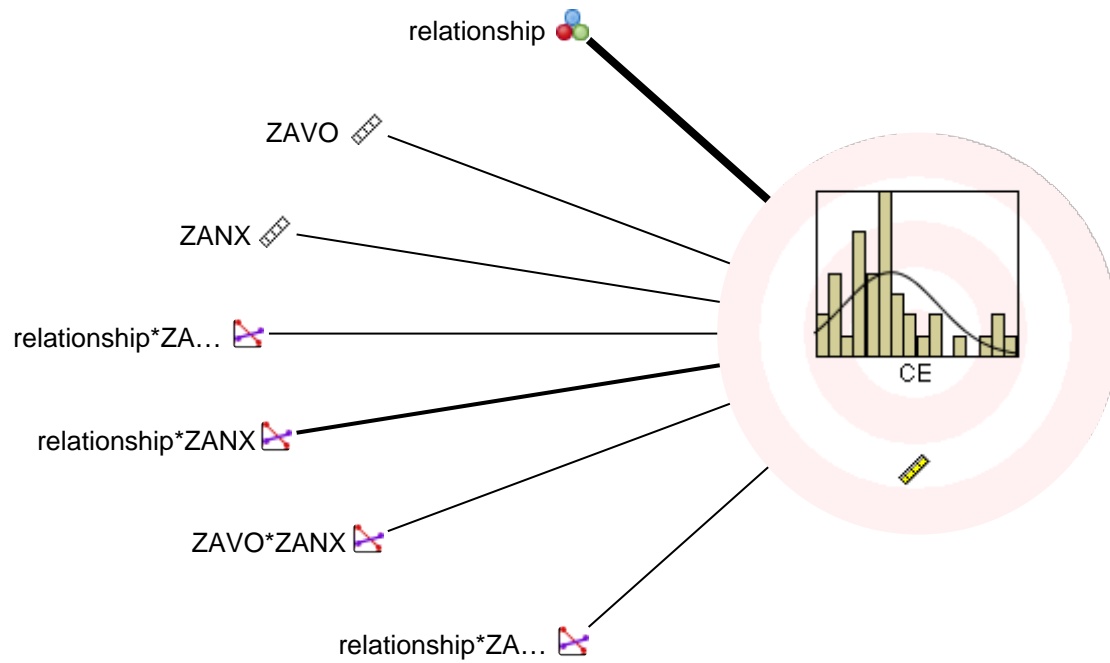 relationship
ZAVO
ZANX
relationship*ZA...
relationship*ZANX
ZAVO*ZANX
relationship*ZA...
CE